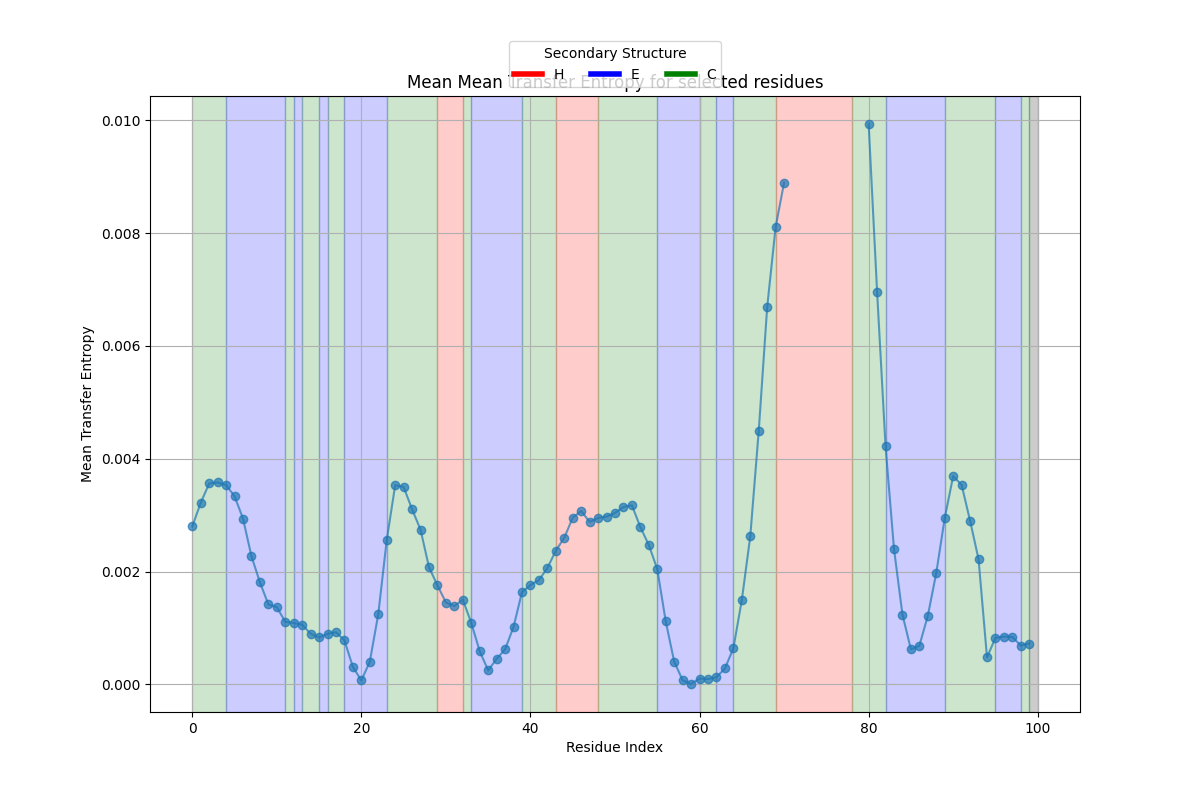 Secondary Structure
H E C
Mean Mean Transfer Entropy for selected residues
0.010
0.008
0.006
0.004
0.002
0.000
Mean Transfer Entropy
0 20 40 60 80 100
Residue Index